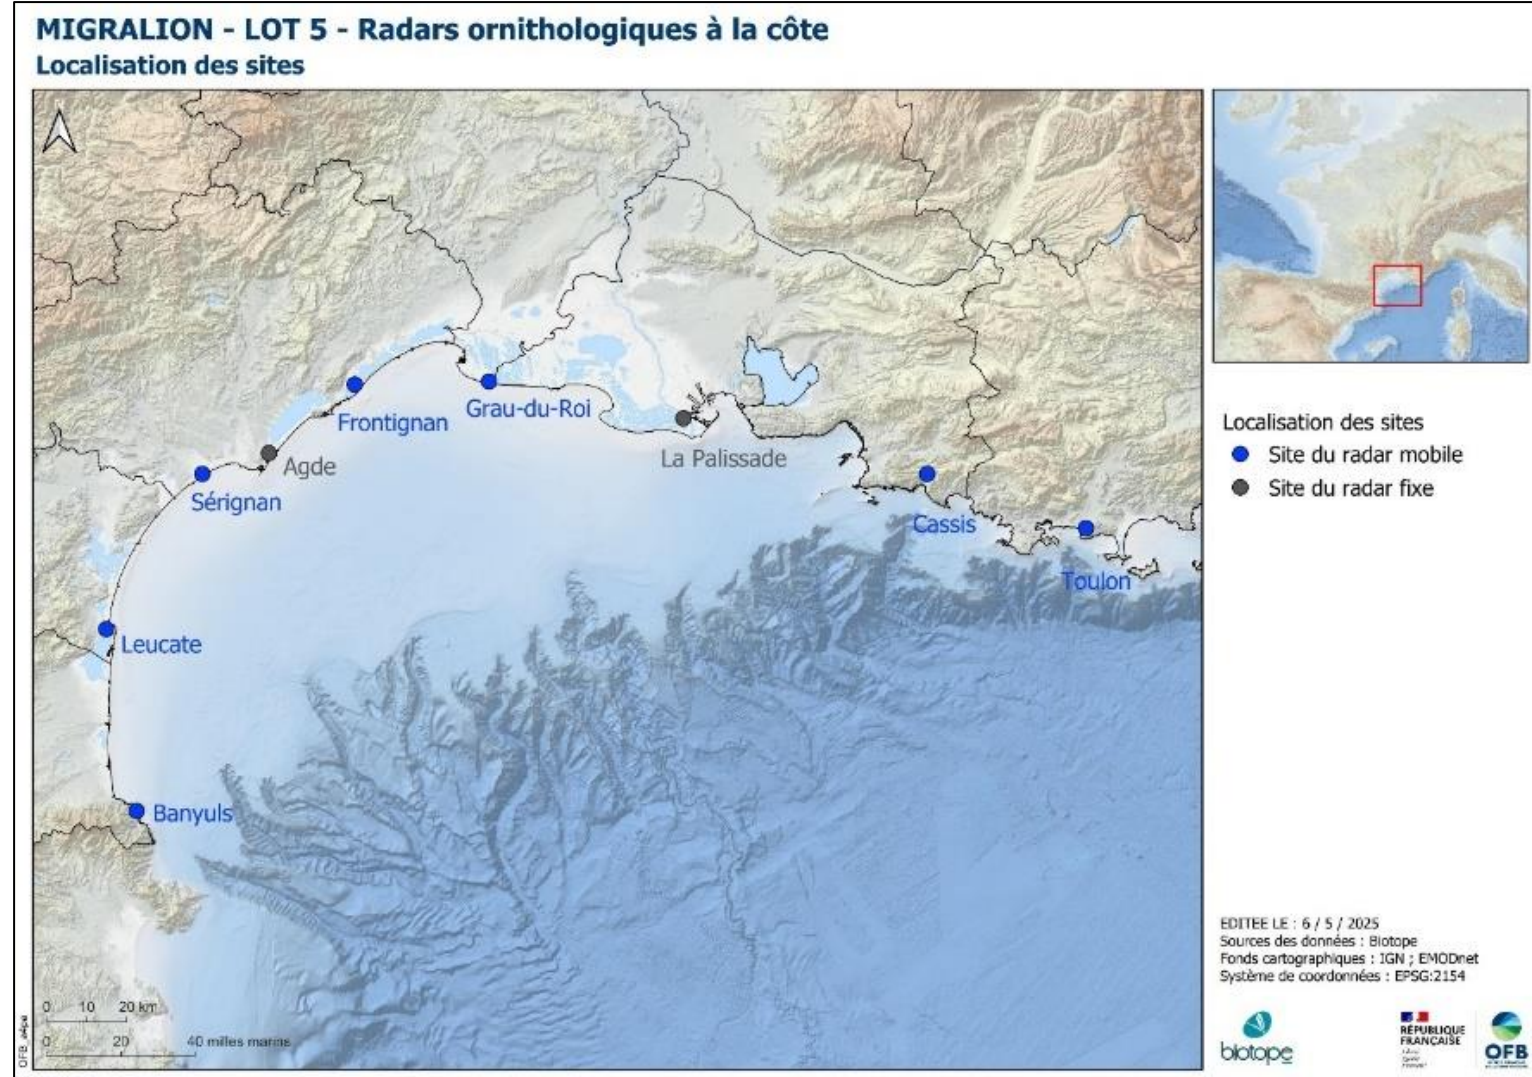 MIGRALION - LOT 5 - Radars ornithologiques à la côte
Localisation des sites
Frontignan
Grau-du-Roi
Agde
La Palissade
Sérignan
Cassis
Toulon
Leucate
Banyuls
0 10 20 km
0 20 40 milles marins
Localisation des sites
Site du radar mobile
Site du radar fixe
EDITEE LE : 6 / 5 / 2025
Sources des données : Biotope
Fonds cartographiques : IGN ; EMODnet
Système de coordonnées : EPSG:2154
biotope
RÉPUBLIQUE
FRANÇAISE
OFB